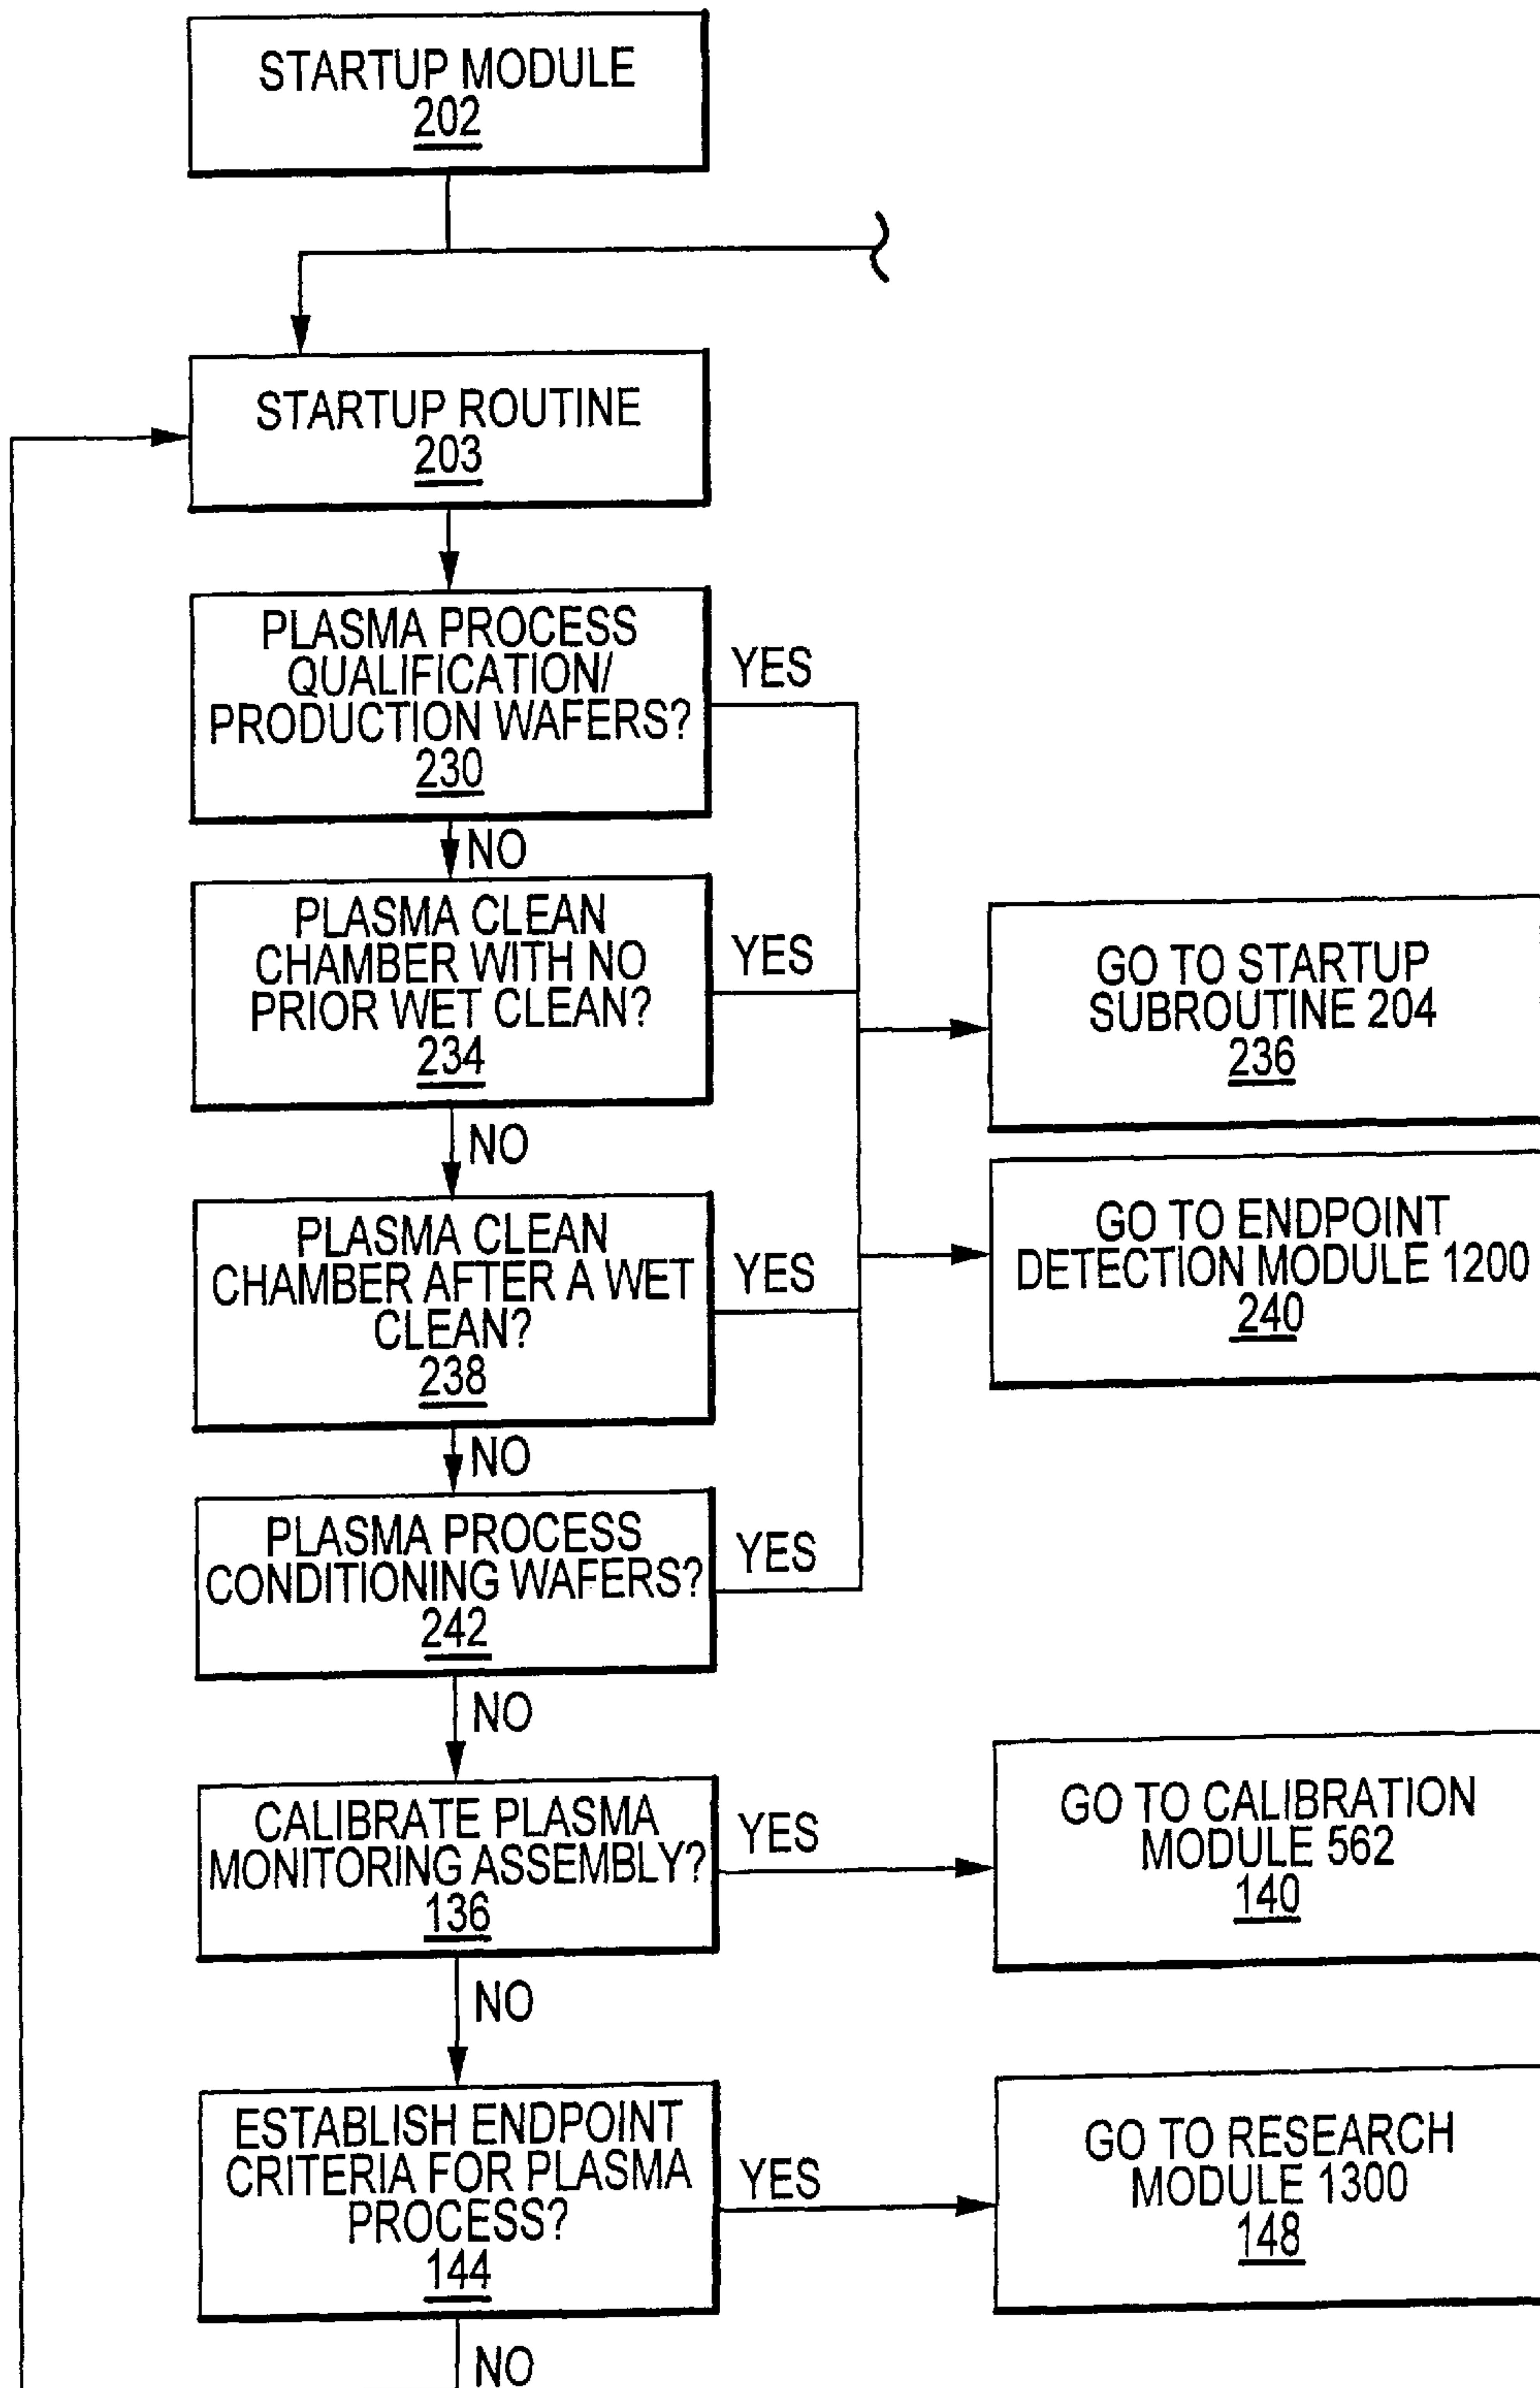 STARTUP MODULE
202
STARTUP ROUTINE
203
PLASMA PROCESS
QUALIFICATION/
PRODUCTION WAFERS?
230
YES
NO
PLASMA CLEAN
CHAMBER WITH NO
PRIOR WET CLEAN?
234
YES
GO TO STARTUP
SUBROUTINE 204
236
NO
PLASMA CLEAN
CHAMBER AFTER A WET
CLEAN?
238
YES
GO TO ENDPOINT
DETECTION MODULE 1200
240
NO
PLASMA PROCESS
CONDITIONING WAFERS?
242
YES
NO
CALIBRATE PLASMA
MONITORING ASSEMBLY?
136
YES
GO TO CALIBRATION
MODULE 562
140
NO
ESTABLISH ENDPOINT
CRITERIA FOR PLASMA
PROCESS?
144
YES
GO TO RESEARCH
MODULE 1300
148
NO